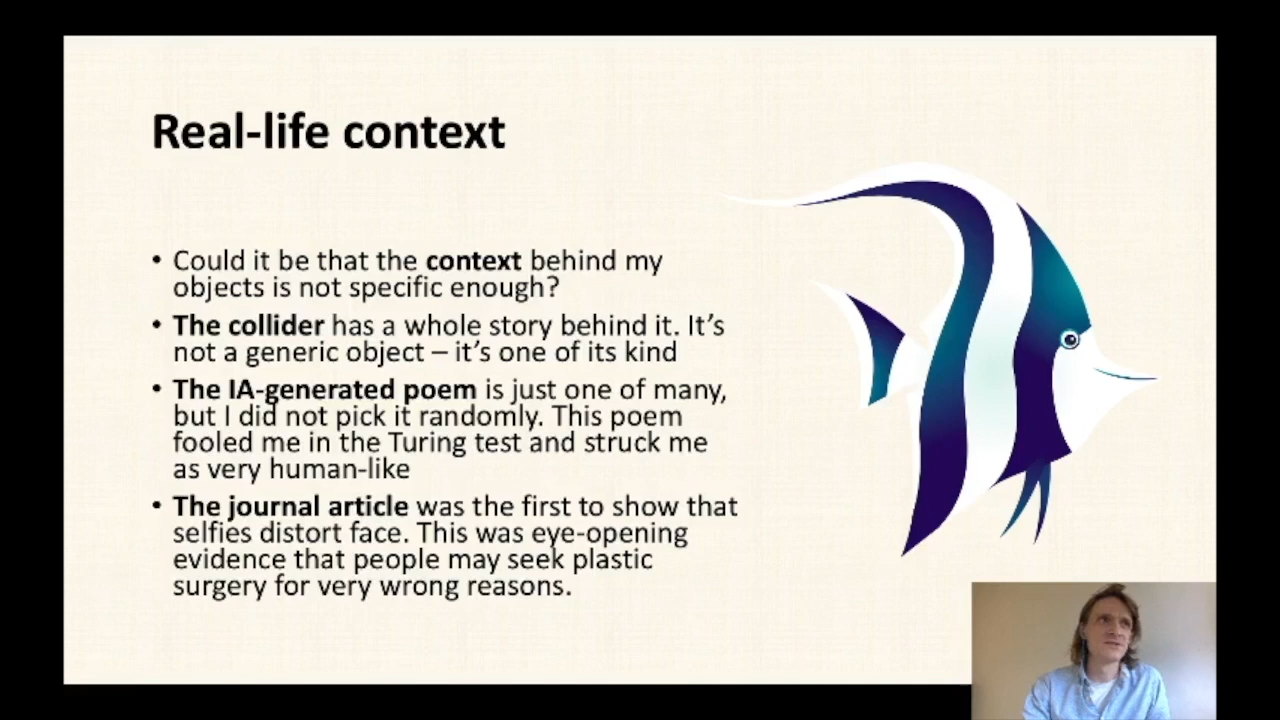 Real-life context
• Could it be that the context behind my
objects is not specific enough?
• The collider has a whole story behind it. It's
not a generic object – it's one of its kind
• The IA-generated poem is just one of many,
but I did not pick it randomly. This poem
fooled me in the Turing test and struck me
as very human-like
• The journal article was the first to show that
selfies distort face. This was eye-opening
evidence that people may seek plastic
surgery for very wrong reasons.